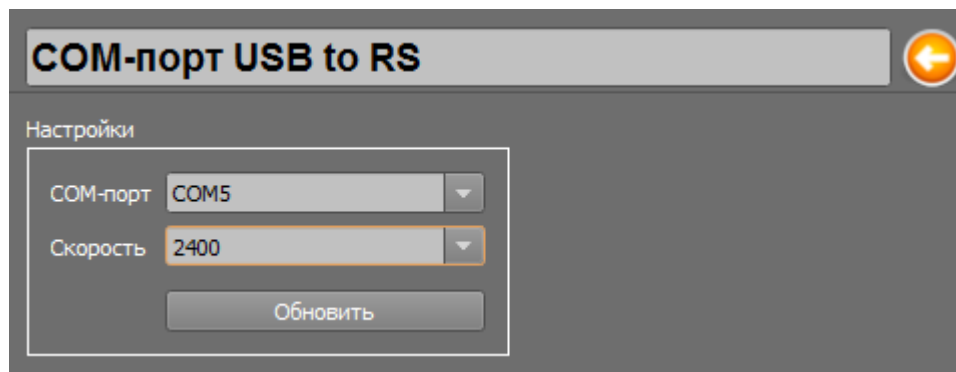 COM-порт USB to RS
Настройки
COM-порт COM5
Скорость 2400
Обновить